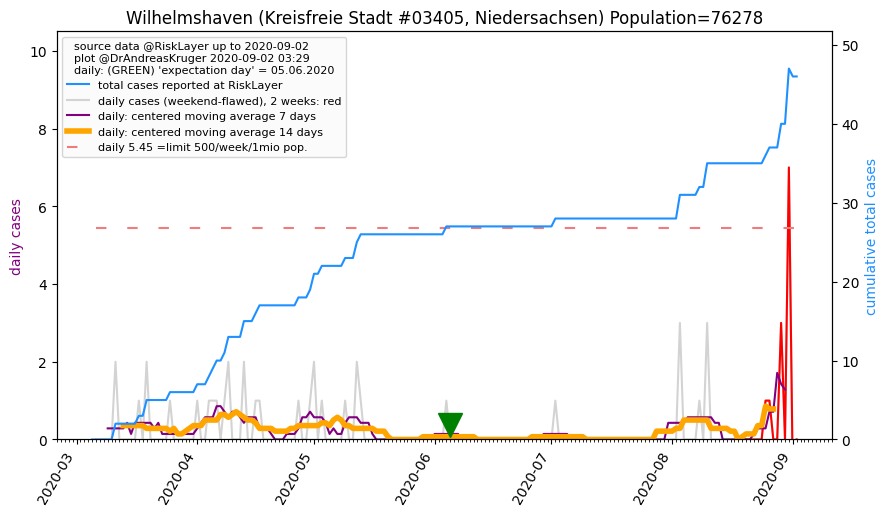 Wilhelmshaven (Kreisfreie Stadt #03405, Niedersachsen) Population=76278
source data @RiskLayer up to 2020-09-02
plot @DrAndreasKruger 2020-09-02 03:29
daily: (GREEN) 'expectation day' = 05.06.2020
total cases reported at RiskLayer
daily cases (weekend-flawed), 2 weeks: red
daily: centered moving average 7 days
daily: centered moving average 14 days
daily 5.45 =limit 500/week/1mio pop.
daily cases
10
8
6
4
2
0
cumulative total cases
50
40
30
20
10
0
2020-03
2020-04
2020-05
2020-06
2020-07
2020-08
2020-09